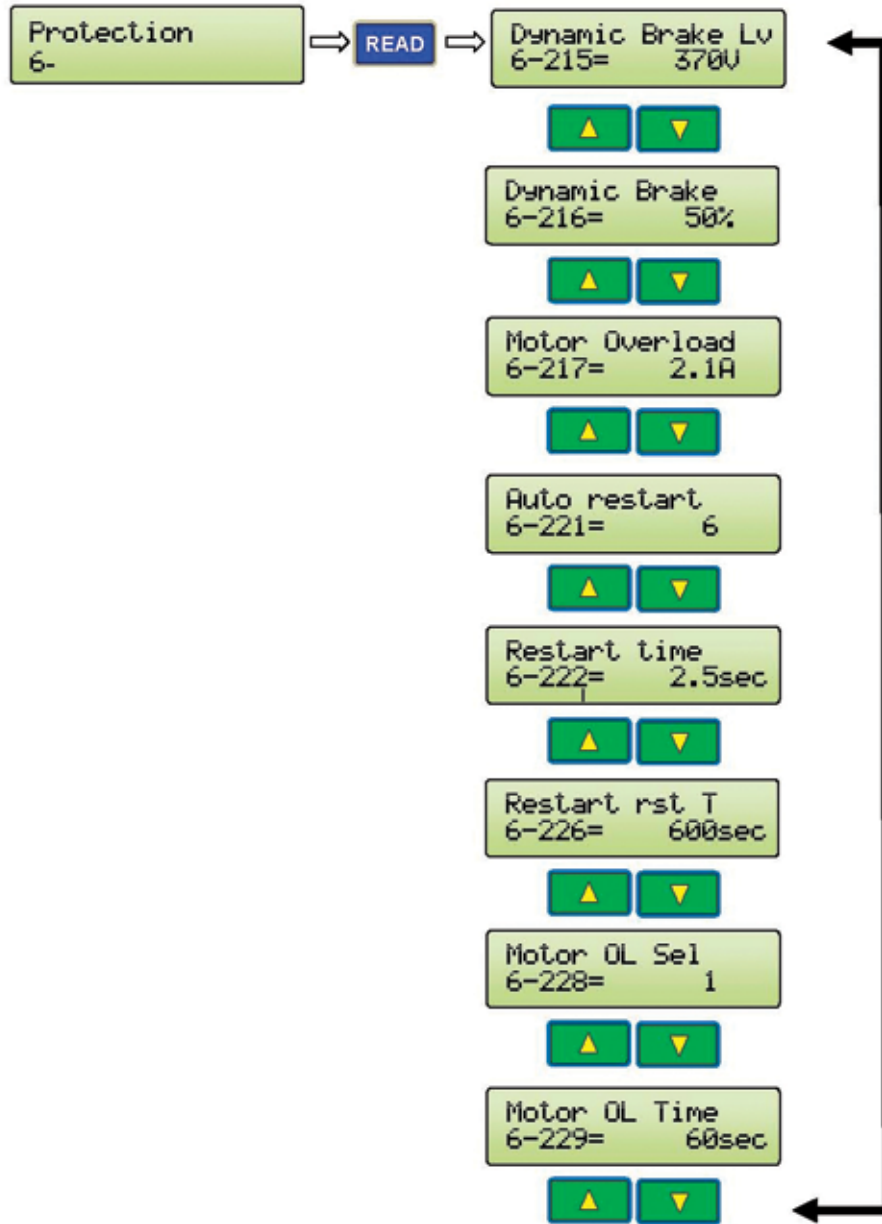 Protection
6-
READ
Dynamic Brake Lv
6-215= 370V
Dynamic Brake
6-216= 50%
Motor Overload
6-217= 2.1A
Auto restart
6-221= 6
Restart time
6-222= 2.5sec
Restart rst T
6-226= 600sec
Motor OL Sel
6-228= 1
Motor OL Time
6-229= 60sec